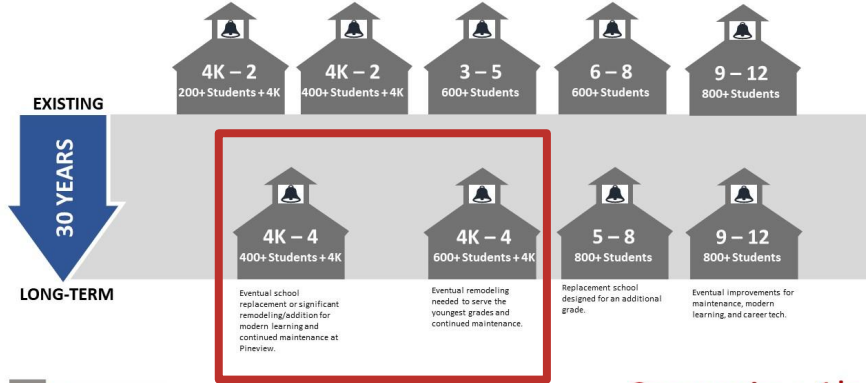 4K – 2
200+ Students + 4K
4K – 2
400+ Students + 4K
3 – 5
600+ Students
6 – 8
600+ Students
9 – 12
800+ Students
EXISTING
30 YEARS
LONG-TERM
4K – 4
400+ Students + 4K
Eventual school
replacement or significant
remodeling/addition for
modern learning and
continued maintenance at
Pineview.
4K – 4
600+ Students + 4K
Eventual remodeling
needed to serve the
youngest grades and
continued maintenance.
5 – 8
800+ Students
Replacement school
designed for an additional
grade.
9 – 12
800+ Students
Eventual improvements for
maintenance, modern
learning, and career tech.